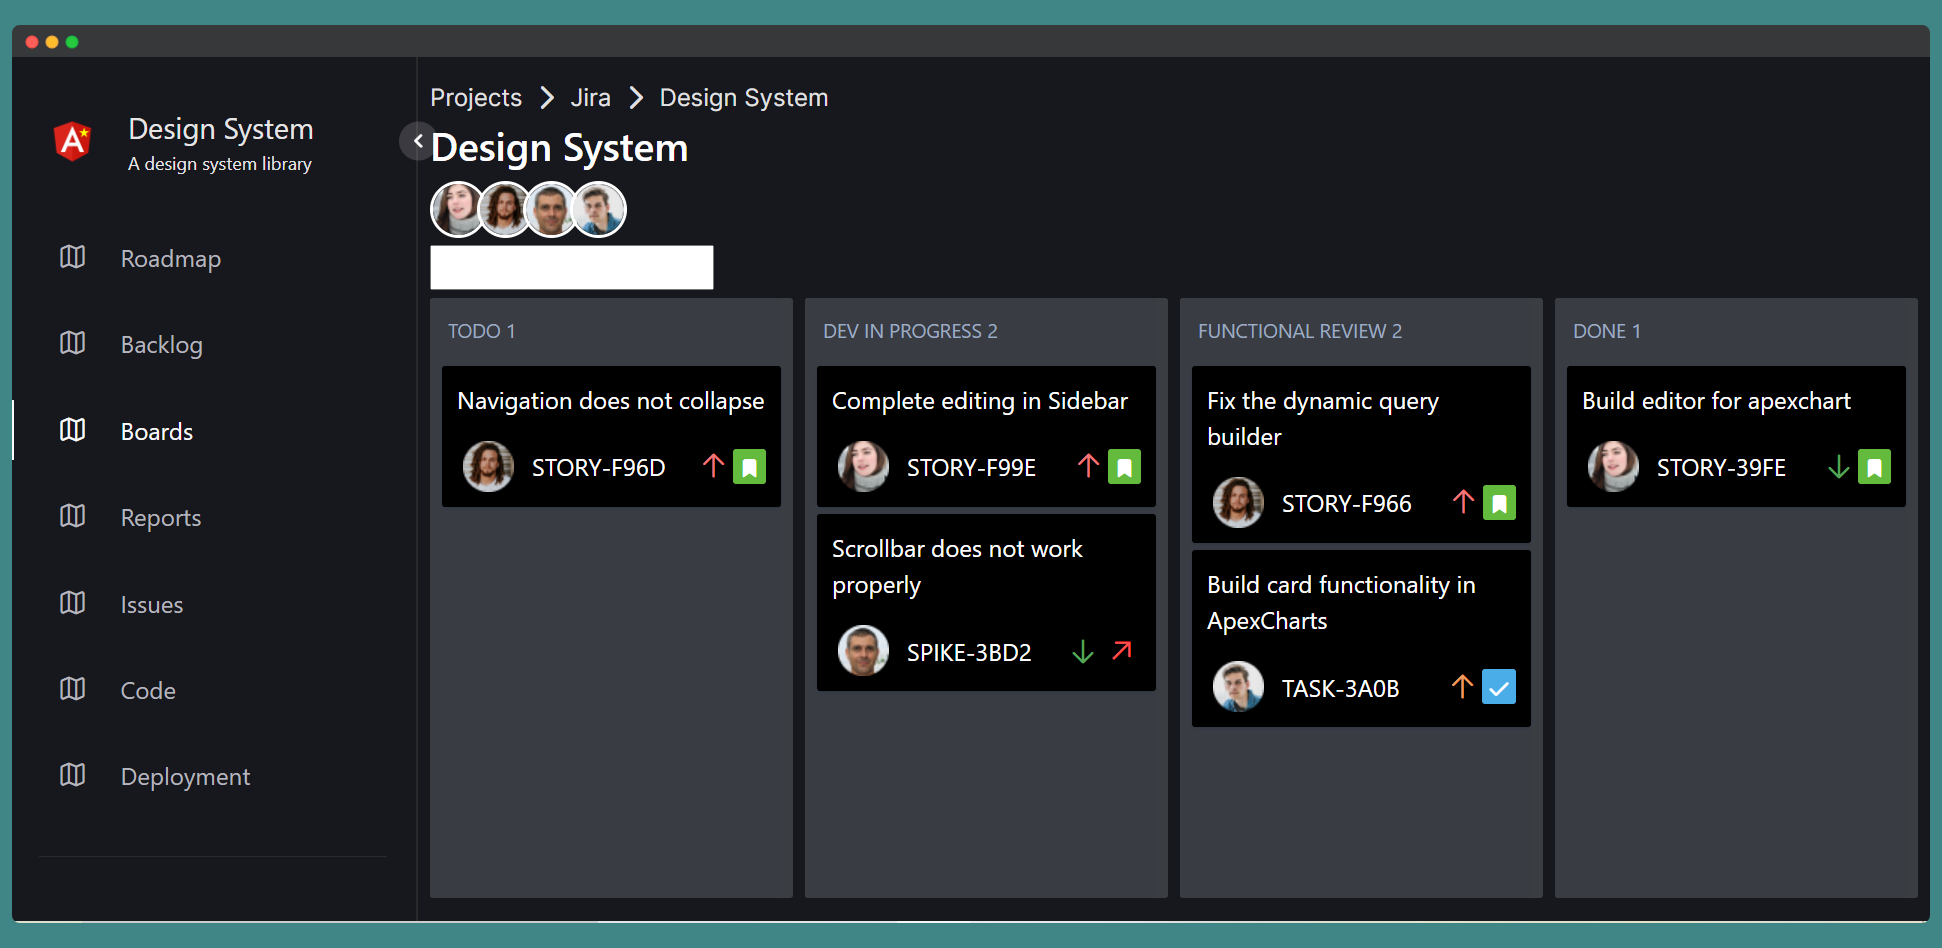 Design System
A design system library
Roadmap
Backlog
Boards
Reports
Issues
Code
Deployment
Projects > Jira > Design System
Design System
TODO 1
Navigation does not collapse
STORY-F96D
DEV IN PROGRESS 2
Complete editing in Sidebar
STORY-F99E
Scrollbar does not work
properly
SPIKE-3BD2
FUNCTIONAL REVIEW 2
Fix the dynamic query
builder
STORY-F966
Build card functionality in
ApexCharts
TASK-3A0B
DONE 1
Build editor for apexchart
STORY-39FE